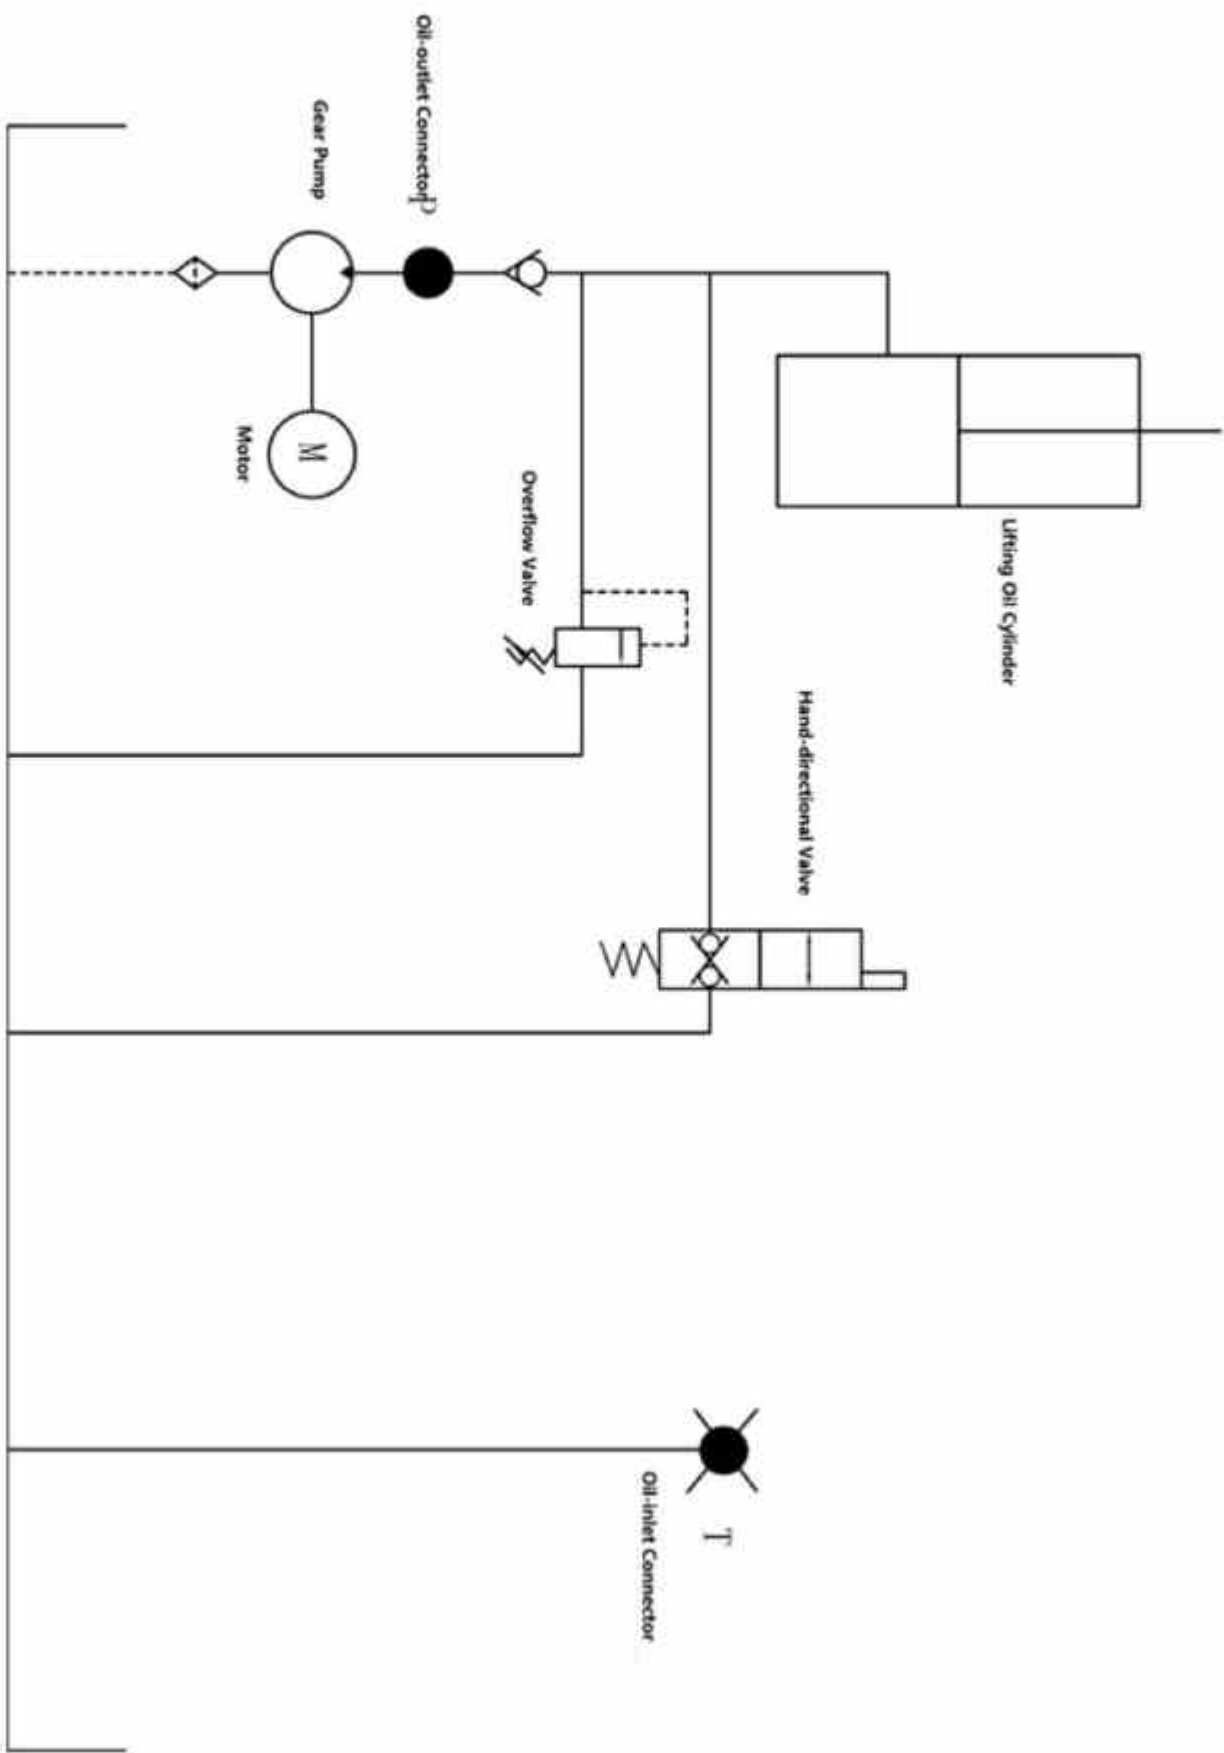 Lifting Oil Cylinder
Hand-directional Valve
T
Oil-inlet Connector
Overflow Valve
P
Oil-outlet Connector
Gear Pump
M
Motor